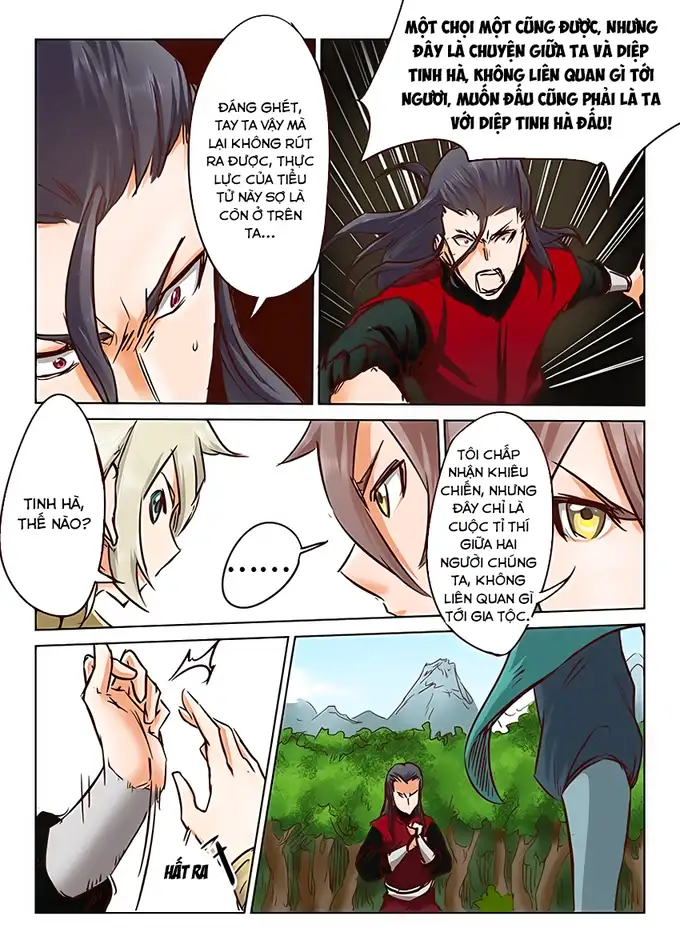 MỘT CHỌI MỘT CŨNG ĐƯỢC, NHƯNG
ĐÂY LÀ CHUYỆN GIỮA TA VÀ DIỆP
TINH HÀ, KHÔNG LIÊN QUAN GÌ TỚI
NGƯƠI, MUỐN ĐẤU CŨNG PHẢI LÀ TA
VỚI DIỆP TINH HÀ ĐẤU!
ĐÁNG GHÉT,
TAY TA VẬY MÀ
LẠI KHÔNG RÚT
RA ĐƯỢC, THỰC
LỰC CỦA TIỂU
TỬ NÀY SỢ LÀ
CÒN Ở TRÊN
TA...
TINH HÀ,
THẾ NÀO?
......
TÔI CHẤP
NHẬN KHIÊU
CHIẾN, NHƯNG
ĐÂY CHỈ LÀ
CUỘC TỈ THÍ
GIỮA HAI
NGƯỜI CHÚNG
TA, KHÔNG
LIÊN QUAN GÌ
TỚI GIA TỘC.
HẤT RA